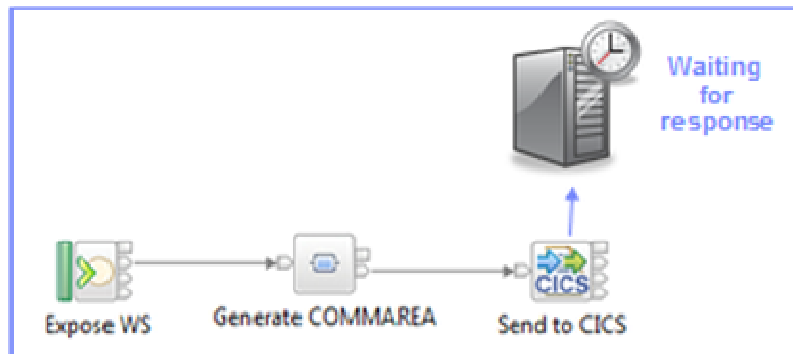 Waiting
for
response
CICS
Expose WS
Generate COMMAREA
Send to CICS